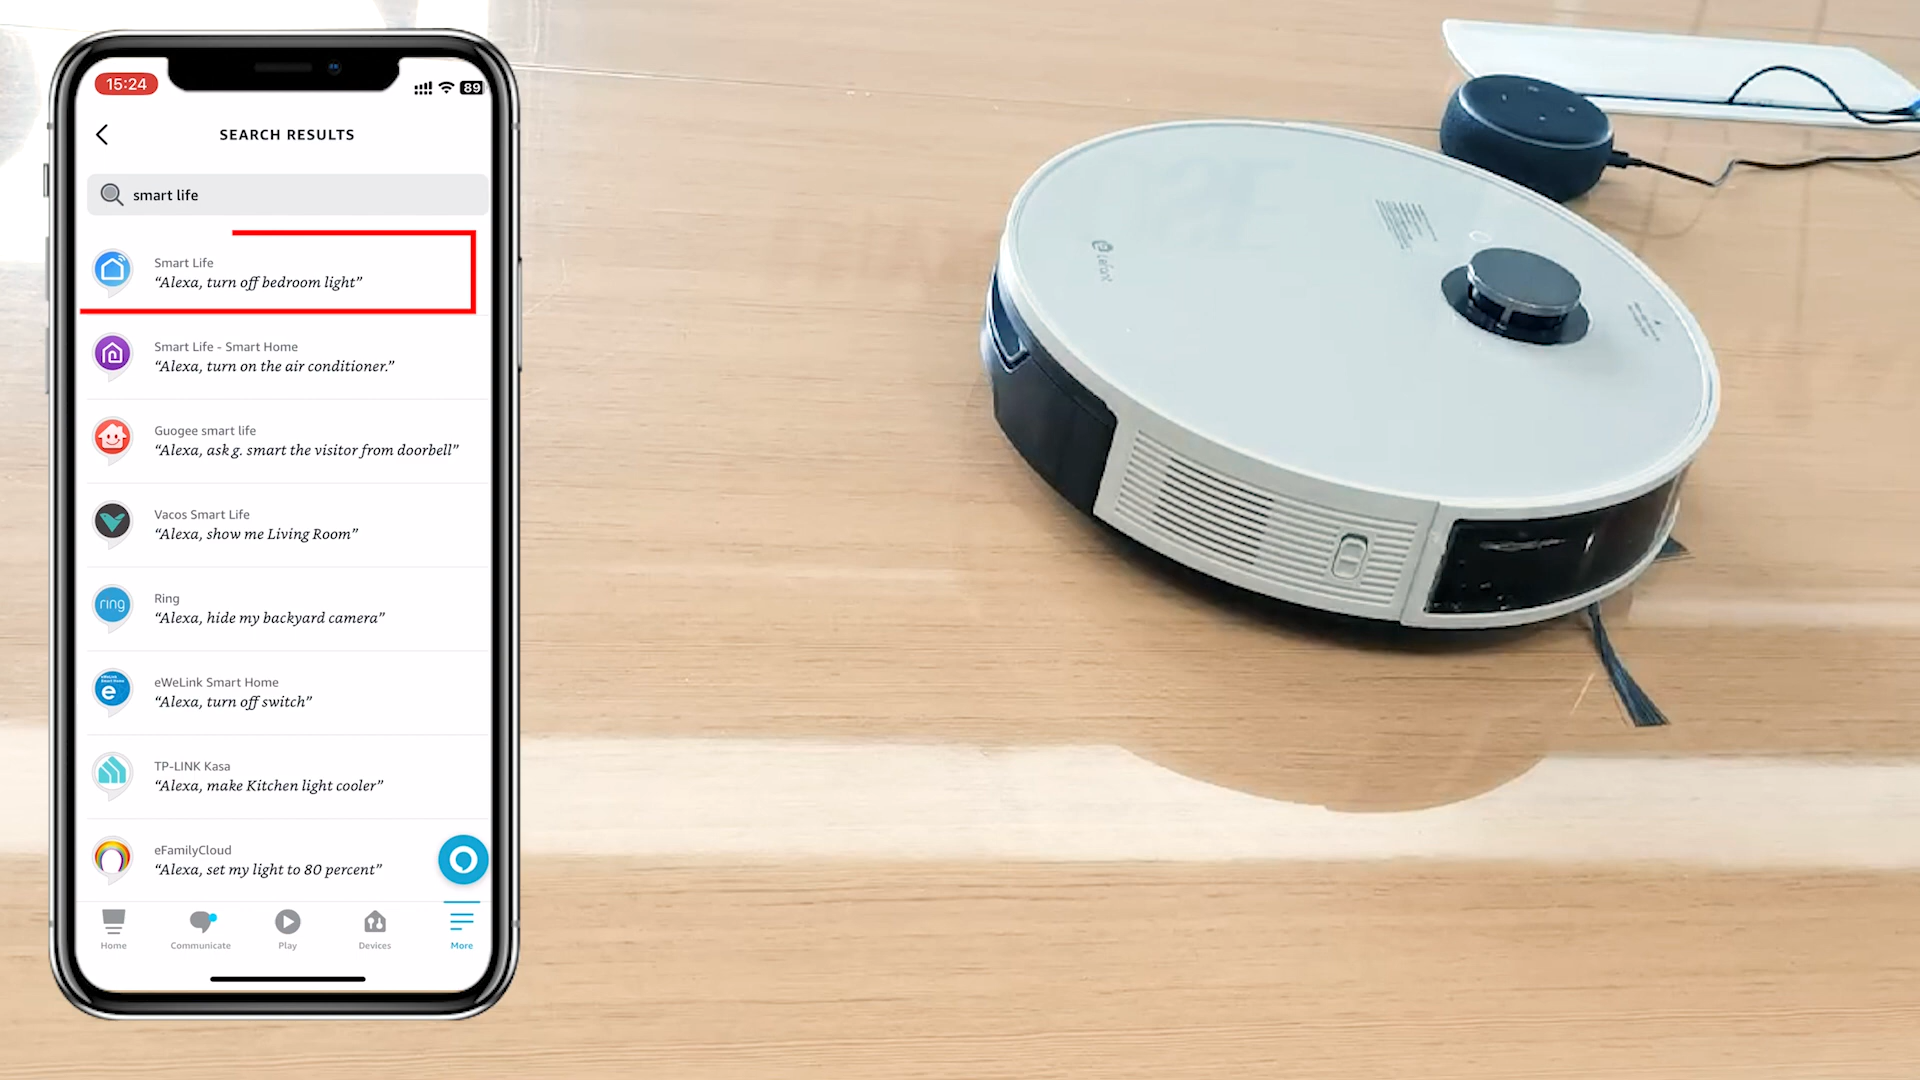 15:24
89
SEARCH RESULTS
smart life
Smart Life
“Alexa, turn off bedroom light”
Smart Life - Smart Home
“Alexa, turn on the air conditioner.”
Guogee smart life
“Alexa, ask g. smart the visitor from doorbell”
Vacos Smart Life
“Alexa, show me Living Room”
ring
Ring
“Alexa, hide my backyard camera”
eWeLink Smart Home
“Alexa, turn off switch”
TP-LINK Kasa
“Alexa, make Kitchen light cooler”
eFamilyCloud
“Alexa, set my light to 80 percent”
Home
Communicate
Play
Devices
More
Lefant